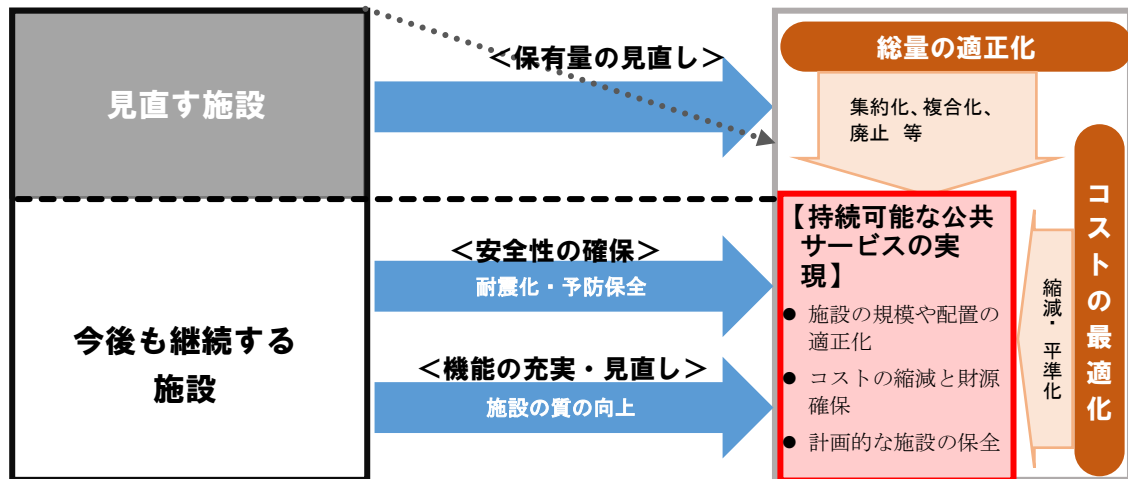 見直す施設
今後も継続する
施設
＜保有量の見直し＞
＜安全性の確保＞
耐震化・予防保全
＜機能の充実・見直し＞
施設の質の向上
総量の適正化
集約化、複合化、
廃止 等
【持続可能な公共
サービスの実
現】
● 施設の規模や配置の
適正化
● コストの縮減と財源
確保
● 計画的な施設の保全
縮減・平準化
コストの最適化